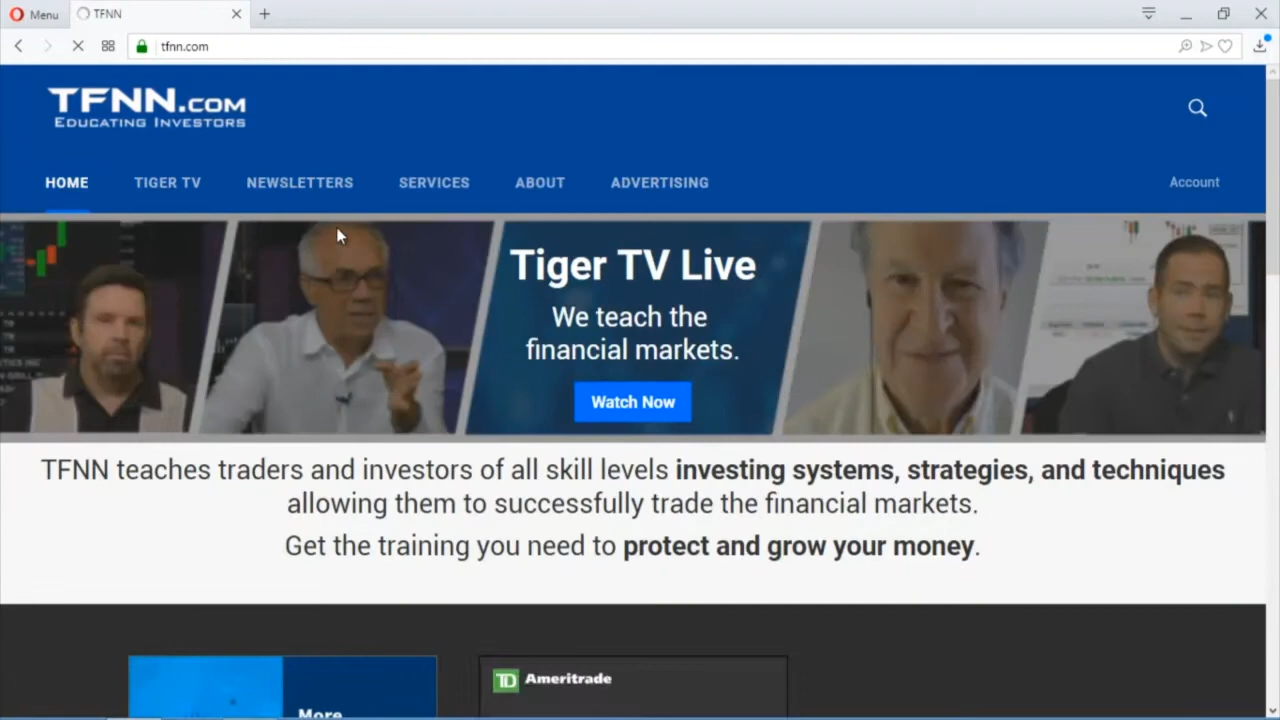 Menu
TFNN
tfnn.com
TFNN.COM
EDUCATING INVESTORS
HOME
TIGER TV
NEWSLETTERS
SERVICES
ABOUT
ADVERTISING
Account
Tiger TV Live
We teach the
financial markets.
Watch Now
TFNN teaches traders and investors of all skill levels investing systems, strategies, and techniques
allowing them to successfully trade the financial markets.
Get the training you need to protect and grow your money.
TD Ameritrade
More